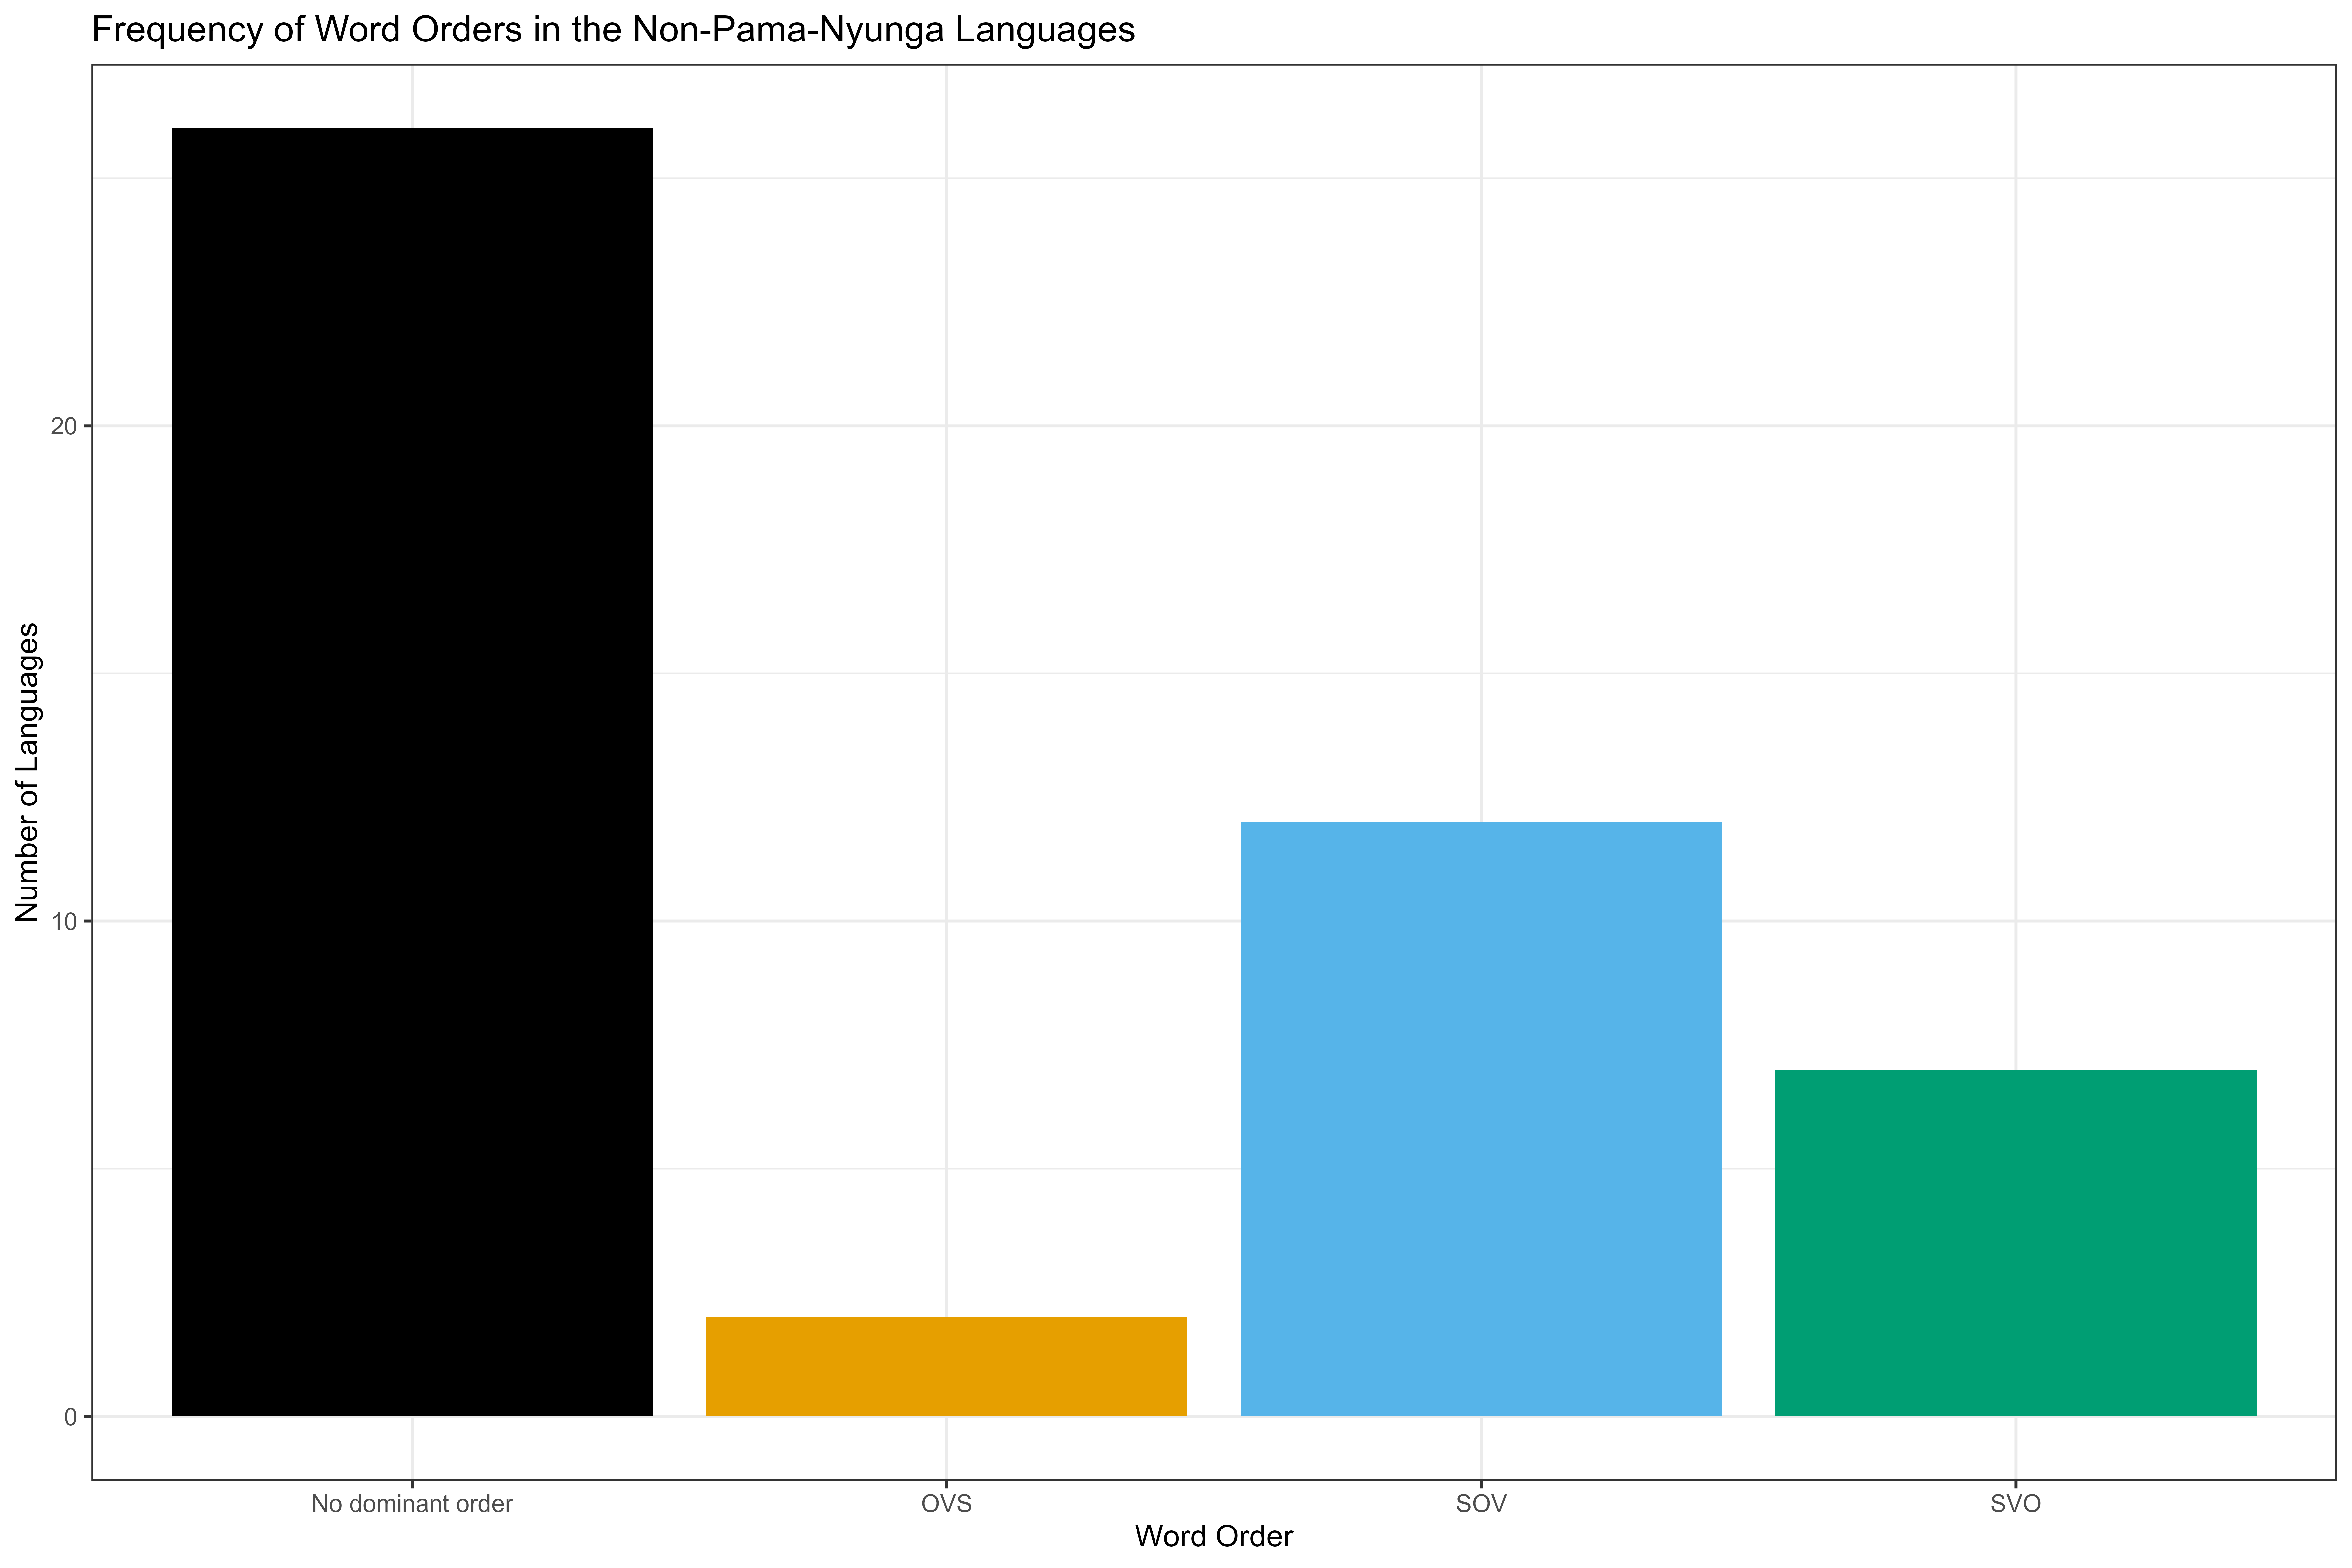 Frequency of Word Orders in the Non-Pama-Nyunga Languages
Number of Languages
20
10
0
No dominant order
OVS
SOV
SVO
Word Order